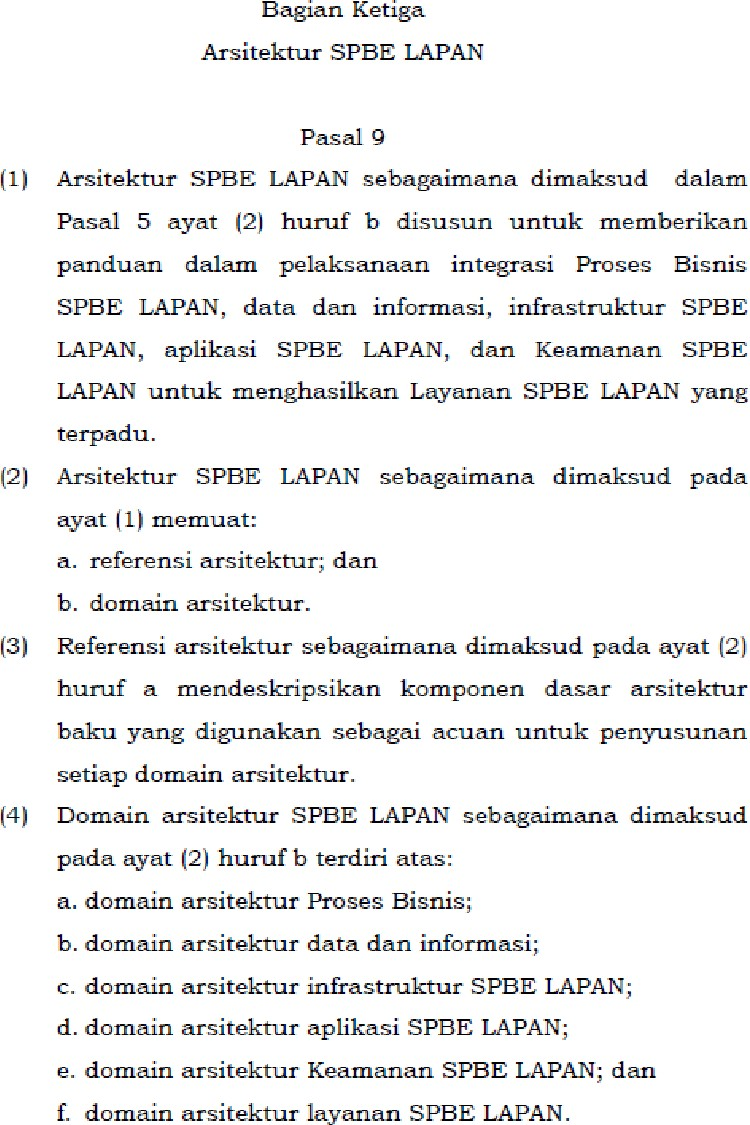 Bagian Ketiga
Arsitektur SPBE LAPAN
Pasal 9
(1) Arsitektur SPBE LAPAN sebagaimana dimaksud dalam
Pasal 5 ayat (2) huruf b disusun untuk memberikan
panduan dalam pelaksanaan integrasi Proses Bisnis
SPBE LAPAN, data dan informasi, infrastruktur SPBE
LAPAN, aplikasi SPBE LAPAN, dan Keamanan SPBE
LAPAN untuk menghasilkan Layanan SPBE LAPAN yang
terpadu.
(2) Arsitektur SPBE LAPAN sebagaimana dimaksud pada
ayat (1) memuat:
a. referensi arsitektur; dan
b. domain arsitektur.
(3) Referensi arsitektur sebagaimana dimaksud pada ayat (2)
huruf a mendeskripsikan komponen dasar arsitektur
baku yang digunakan sebagai acuan untuk penyusunan
setiap domain arsitektur.
(4) Domain arsitektur SPBE LAPAN sebagaimana dimaksud
pada ayat (2) huruf b terdiri atas:
a. domain arsitektur Proses Bisnis;
b. domain arsitektur data dan informasi;
c. domain arsitektur infrastruktur SPBE LAPAN;
d. domain arsitektur aplikasi SPBE LAPAN;
e. domain arsitektur Keamanan SPBE LAPAN; dan
f. domain arsitektur layanan SPBE LAPAN.